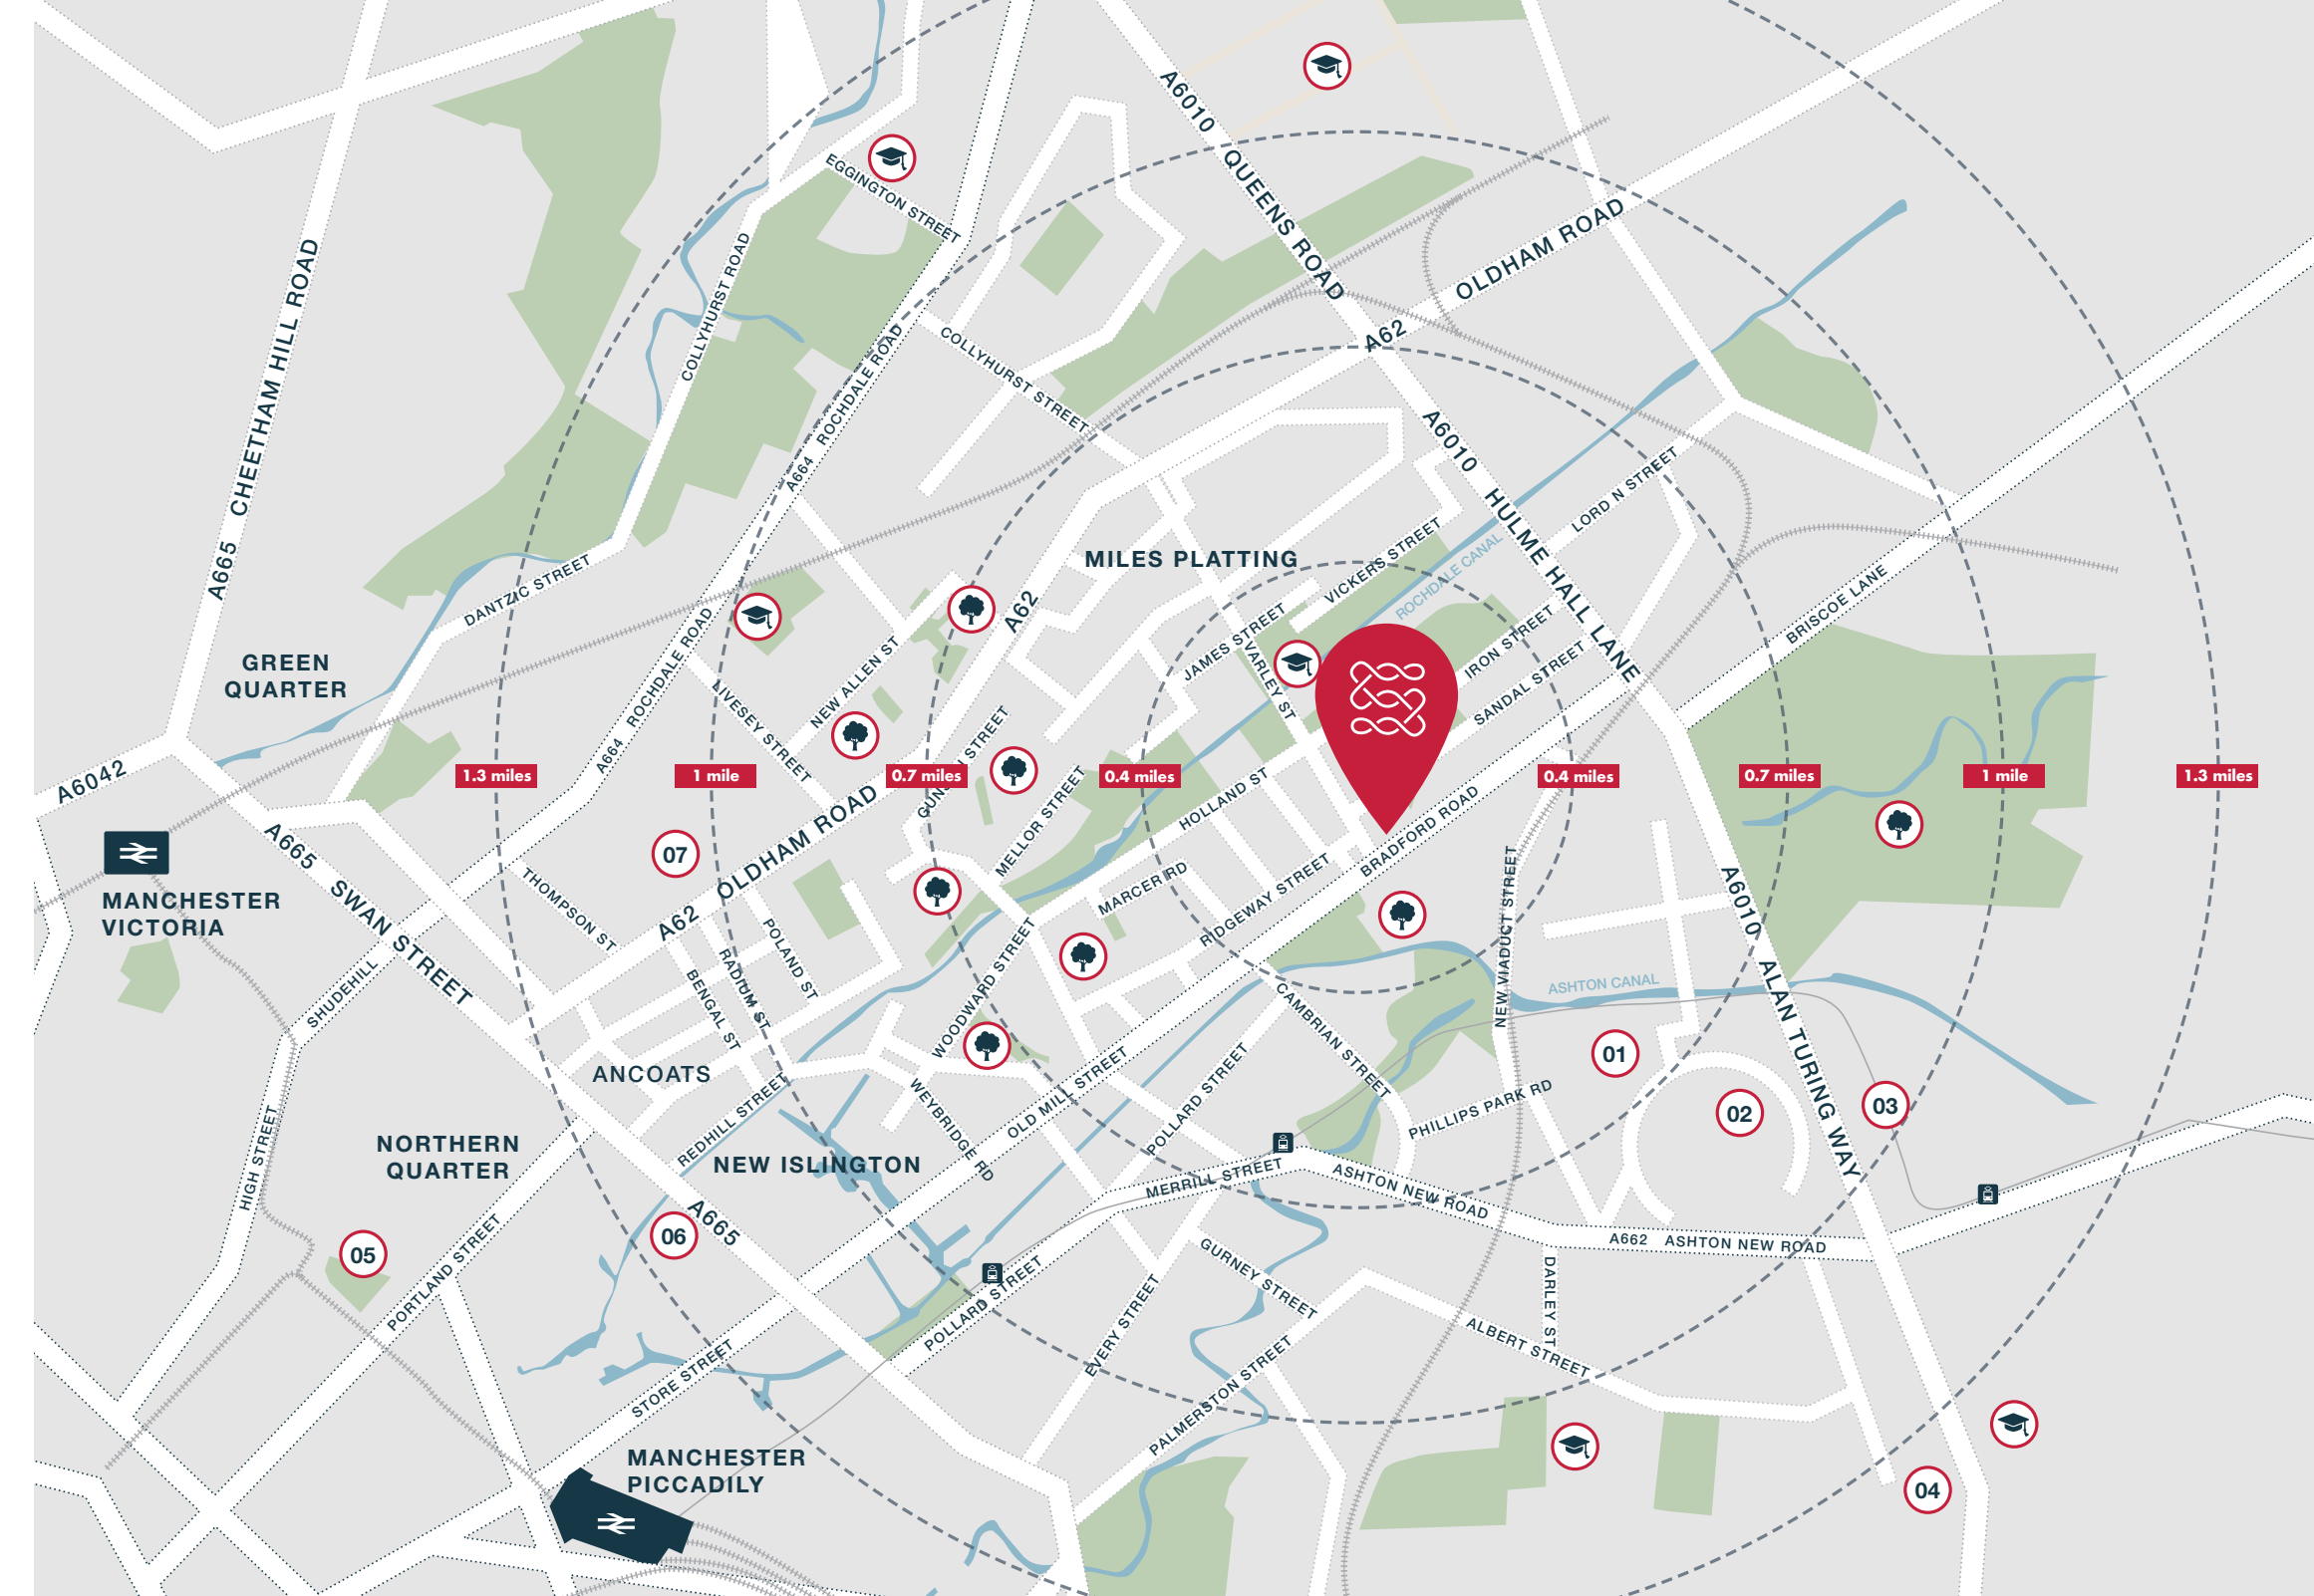 EGGINGTON STREET
A6010 QUEENS ROAD
OLDHAM ROAD
A62
COLLYHURST ROAD
A664 ROCHDALE ROAD
COLLYHURST STREET
A665 CHEETHAM HILL ROAD
A6010 HULME HALL LANE
LORD N STREET
MILES PLATTING
VICKERS STREET
ROCHDALE CANAL
DANTZIC STREET
A62
JAMES STREET
VARLEY ST
IRON STREET
SANDAL STREET
BRISCOE LANE
GREEN
QUARTER
A664 ROCHDALE ROAD
LIVESEY STREET
NEW ALLEN ST
GUNSON STREET
A6042
1.3 miles
1 mile
0.7 miles
0.4 miles
0.4 miles
0.7 miles
1 mile
1.3 miles
MELLOR STREET
HOLLAND ST
BRADFORD ROAD
07
A62 OLDHAM ROAD
MANCHESTER
VICTORIA
A665 SWAN STREET
THOMPSON ST
MARCER RD
RIDGEWAY STREET
NEW VIADUCT STREET
POLAND ST
RADIUM ST
BENGAL ST
WOODWARD STREET
SHUDEHILL
CAMBRIAN STREET
ASHTON CANAL
A6010 ALAN TURING WAY
01
02
03
ANCOATS
REDHILL STREET
OLD MILL STREET
POLLARD STREET
PHILLIPS PARK RD
NORTHERN
QUARTER
HIGH STREET
NEW ISLINGTON
WEYBRIDGE RD
MERRILL STREET
ASHTON NEW ROAD
A662 ASHTON NEW ROAD
05
06
A665
PORTLAND STREET
POLLARD STREET
GURNEY STREET
EVERY STREET
DARLEY ST
ALBERT STREET
STORE STREET
PALMERSTON STREET
MANCHESTER
PICCADILY
04